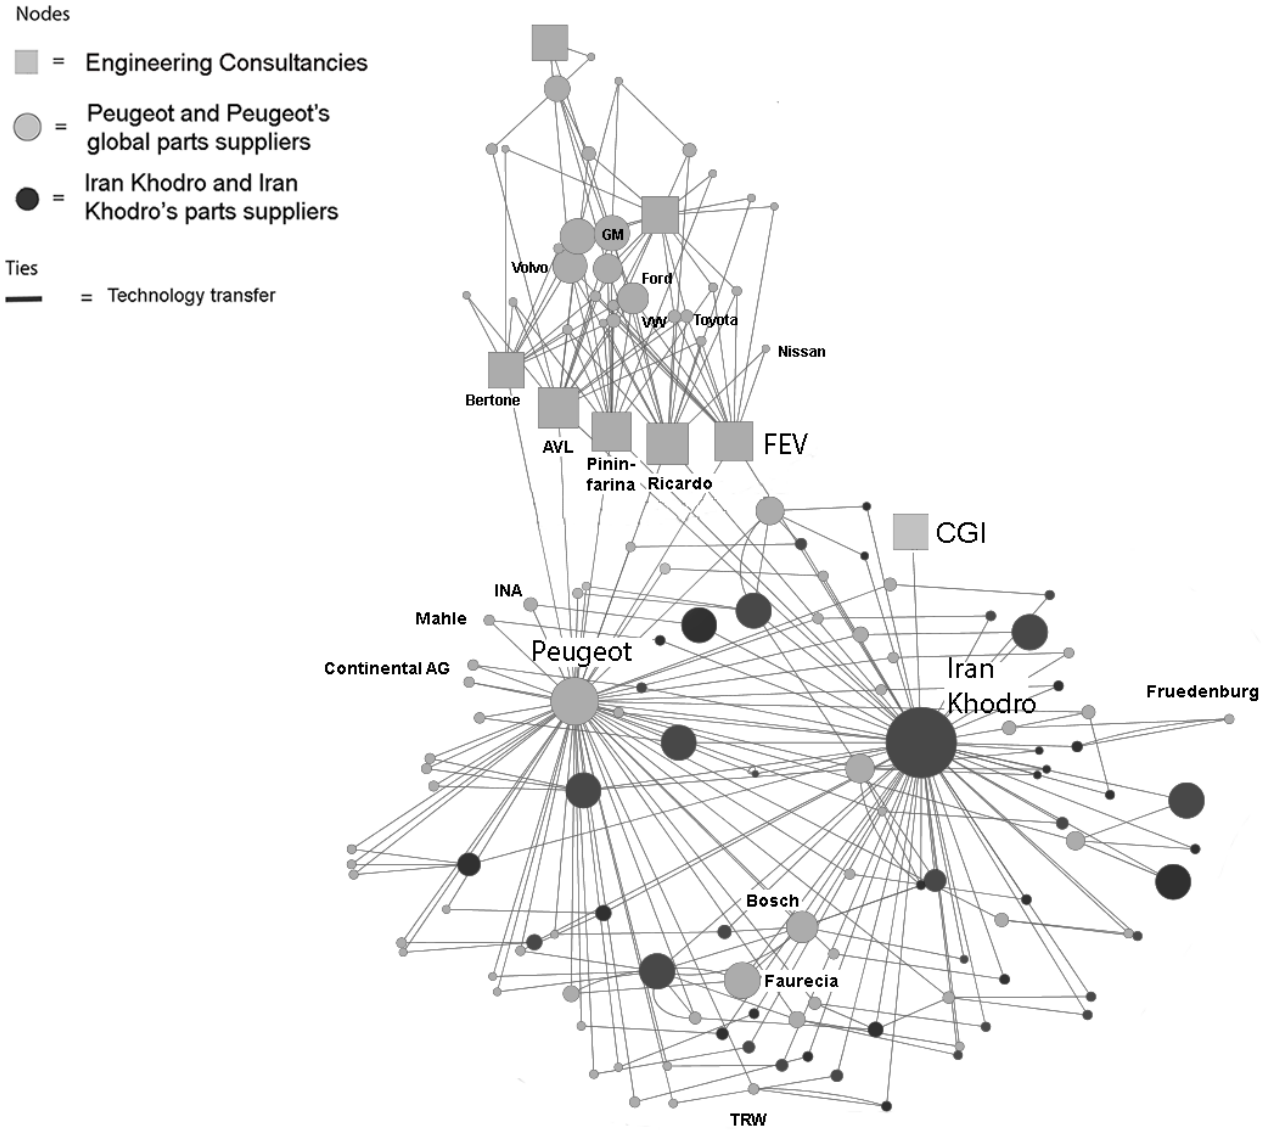 Nodes
= Engineering Consultancies
= Peugeot and Peugeot's
global parts suppliers
= Iran Khodro and Iran
Khodro's parts suppliers
Ties
= Technology transfer
GM
Volvo
Ford
VW
Toyota
Nissan
Bertone
AVL
Pinin-
farina
Ricardo
FEV
CGI
INA
Mahle
Peugeot
Continental AG
Iran
Khodro
Fruedenburg
Bosch
Faurecia
TRW